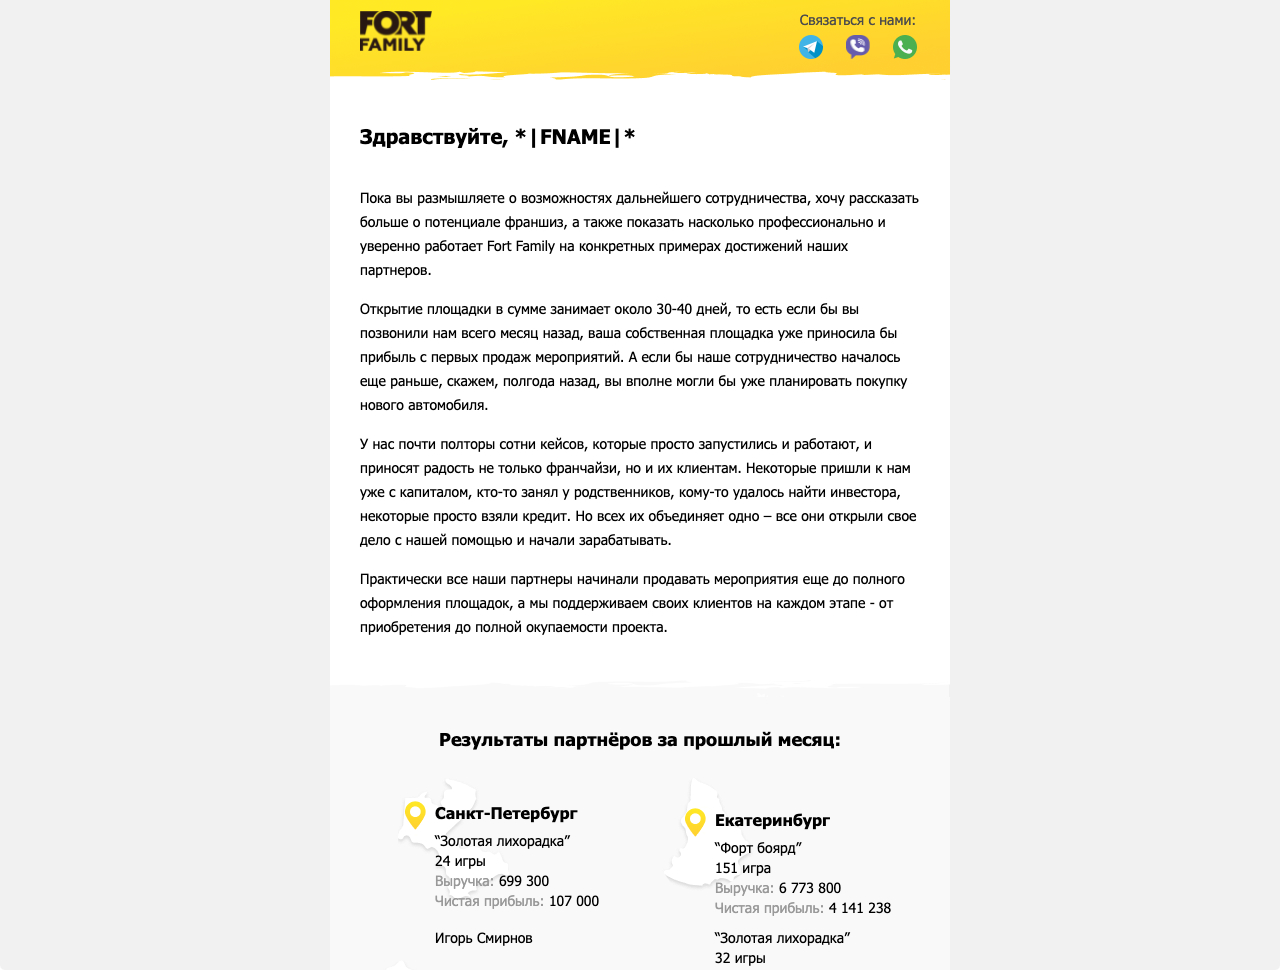 FORT
FAMILY
Связаться с нами:
Здравствуйте, *|FNAME|*
Пока вы размышляете о возможностях дальнейшего сотрудничества, хочу рассказать
больше о потенциале франшиз, а также показать насколько профессионально и
уверенно работает Fort Family на конкретных примерах достижений наших
партнеров.
Открытие площадки в сумме занимает около 30-40 дней, то есть если бы вы
позвонили нам всего месяц назад, ваша собственная площадка уже приносила бы
прибыль с первых продаж мероприятий. А если бы наше сотрудничество началось
еще раньше, скажем, полгода назад, вы вполне могли бы уже планировать покупку
нового автомобиля.
У нас почти полторы сотни кейсов, которые просто запустились и работают, и
приносят радость не только франчайзи, но и их клиентам. Некоторые пришли к нам
уже с капиталом, кто-то занял у родственников, кому-то удалось найти инвестора,
некоторые просто взяли кредит. Но всех их объединяет одно – все они открыли свое
дело с нашей помощью и начали зарабатывать.
Практически все наши партнеры начинали продавать мероприятия еще до полного
оформления площадок, а мы поддерживаем своих клиентов на каждом этапе - от
приобретения до полной окупаемости проекта.
Результаты партнёров за прошлый месяц:
Санкт-Петербург
“Золотая лихорадка”
24 игры
Выручка: 699 300
Чистая прибыль: 107 000
Игорь Смирнов
Екатеринбург
“Форт боярд”
151 игра
Выручка: 6 773 800
Чистая прибыль: 4 141 238
“Золотая лихорадка”
32 игры